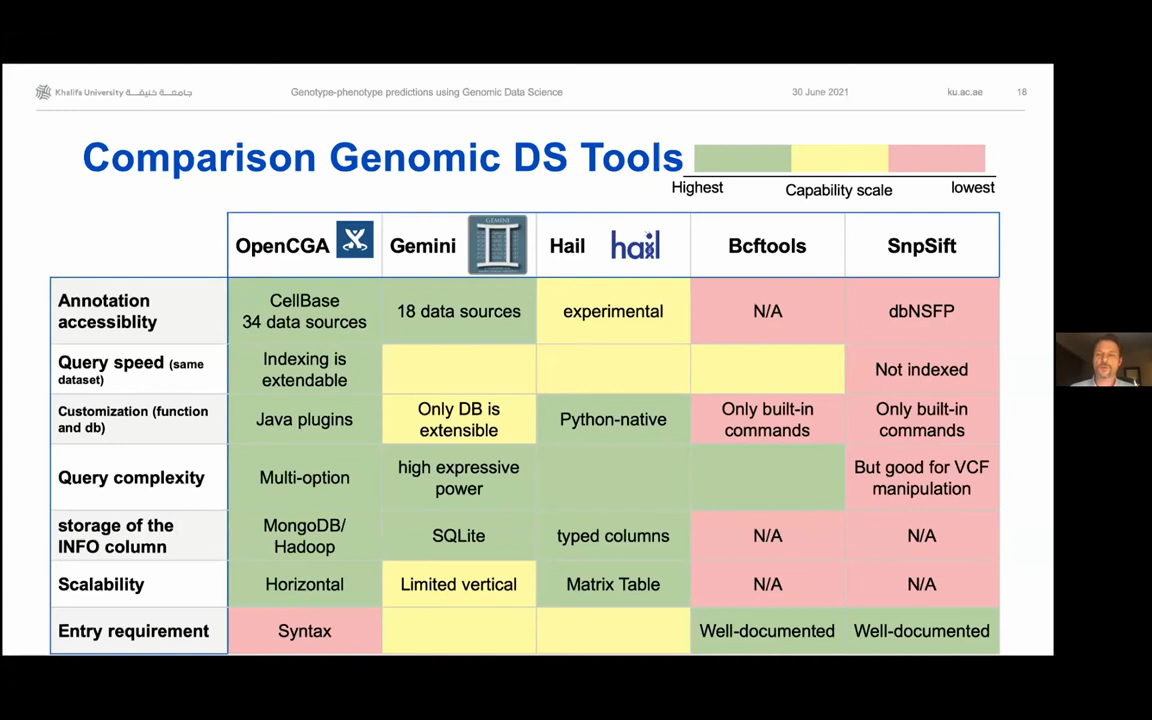 Khalifa University جامعـــة خليفـــة
Genotype-phenotype predictions using Genomic Data Science
30 June 2021
ku.ac.ae
16
Comparison Genomic DS Tools
Highest
Capability scale
lowest
OpenCGA
Gemini
GEMINI
Hail
hail
Bcftools
SnpSift
Annotation
accessiblity
CellBase
34 data sources
18 data sources
experimental
N/A
dbNSFP
Query speed (same
dataset)
Indexing is
extendable
Not indexed
Customization (function
and db)
Java plugins
Only DB is
extensible
Python-native
Only built-in
commands
Only built-in
commands
Query complexity
Multi-option
high expressive
power
But good for VCF
manipulation
storage of the
INFO column
MongoDB/
Hadoop
SQLite
typed columns
N/A
N/A
Scalability
Horizontal
Limited vertical
Matrix Table
N/A
N/A
Entry requirement
Syntax
Well-documented
Well-documented